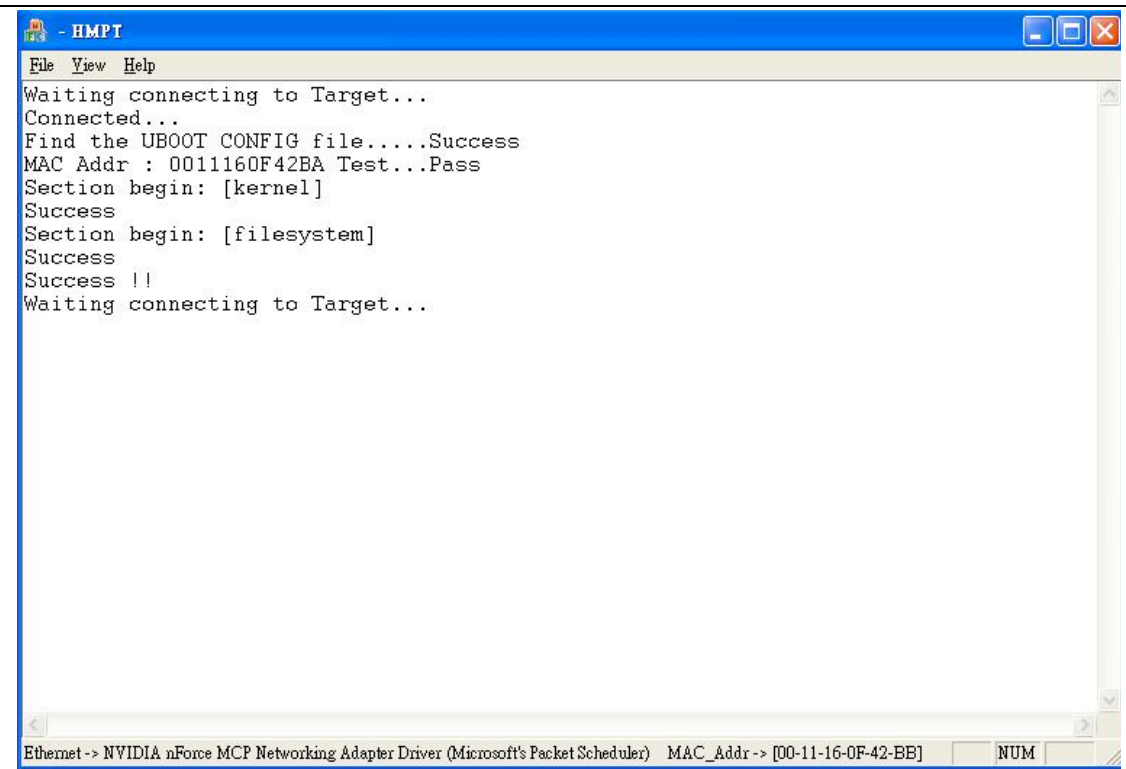 - HMPT
File View Help
Waiting connecting to Target...
Connected...
Find the UBOOT CONFIG file.....Success
MAC Addr : 0011160F42BA Test...Pass
Section begin: [kernel]
Success
Section begin: [filesystem]
Success
Success !!
Waiting connecting to Target...
Ethernet -> NVIDIA nForce MCP Networking Adapter Driver (Microsoft's Packet Scheduler) MAC_Addr -> [00-11-16-0F-42-BB] NUM